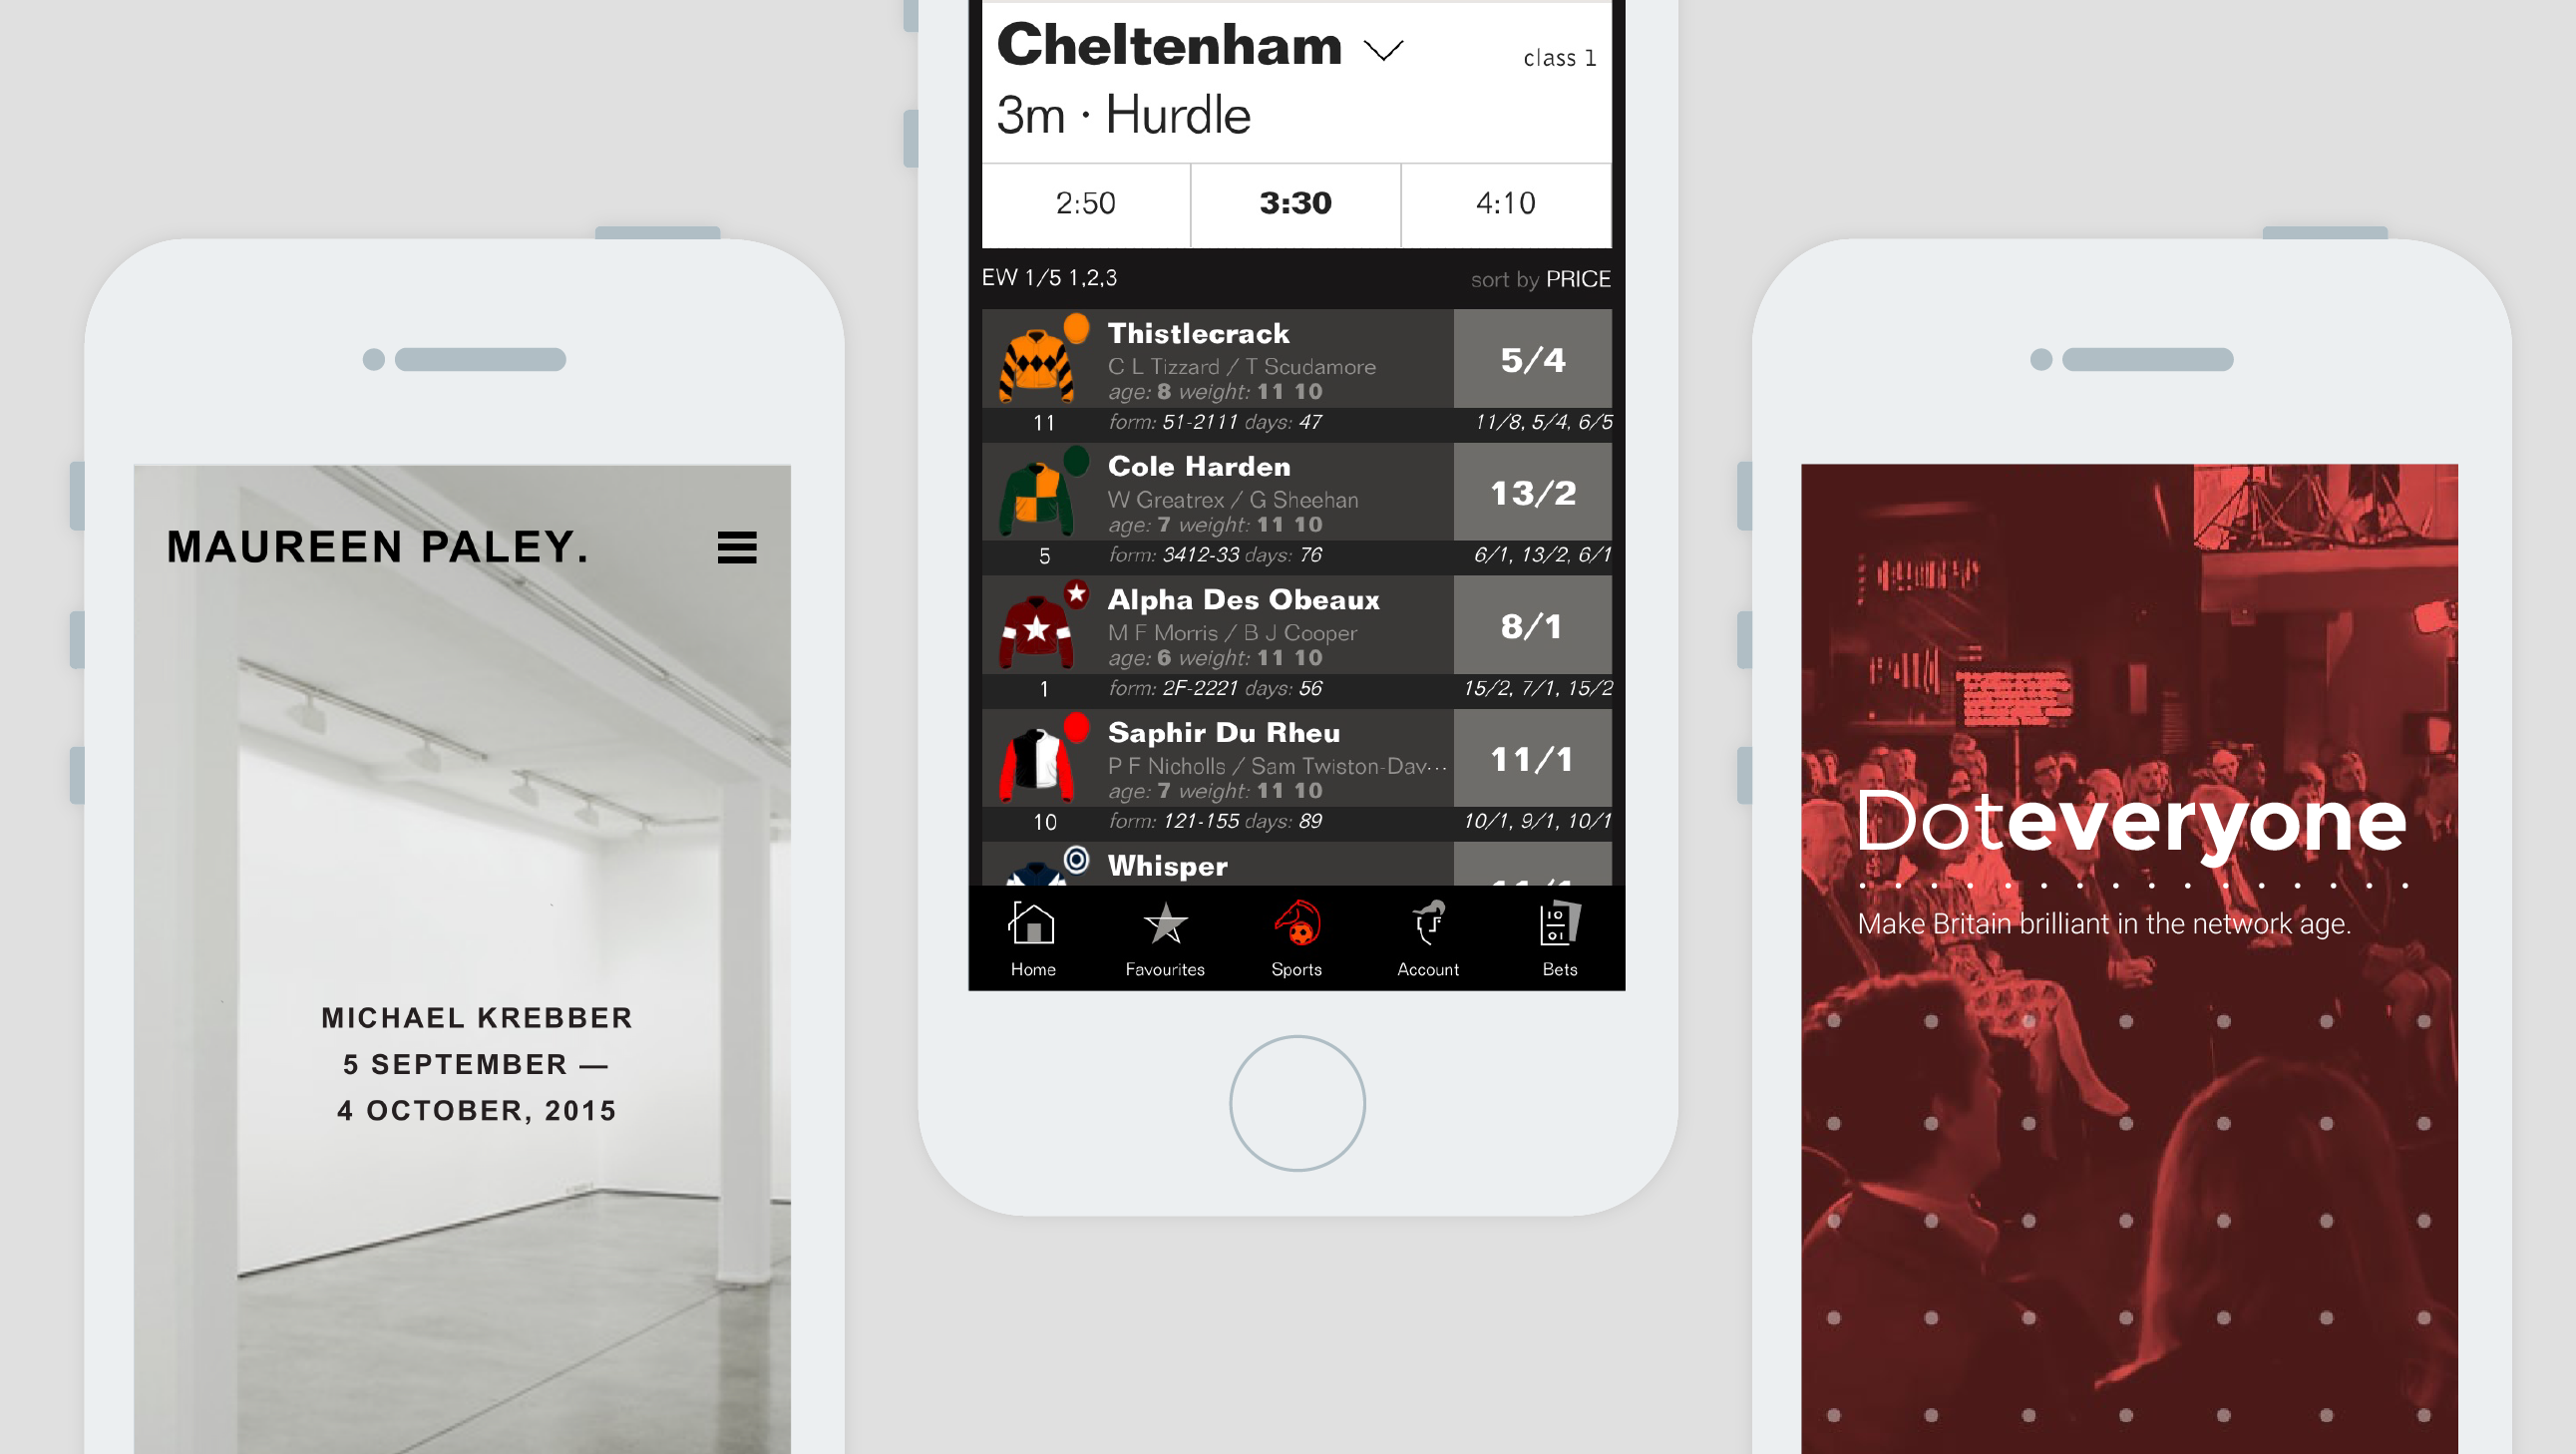 MAUREEN PALEY.
MICHAEL KREBBER
5 SEPTEMBER —
4 OCTOBER, 2015
Cheltenham
class 1
3m · Hurdle
2:50
3:30
4:10
EW 1/5 1,2,3
sort by PRICE
Thistlecrack
C L Tizzard / T Scudamore
age: 8 weight: 11 10
5/4
11
form: 51-2111 days: 47
11/8, 5/4, 6/5
Cole Harden
W Greatrex / G Sheehan
age: 7 weight: 11 10
13/2
5
form: 3412-33 days: 76
6/1, 13/2, 6/1
Alpha Des Obeaux
M F Morris / B J Cooper
age: 6 weight: 11 10
8/1
1
form: 2F-2221 days: 56
15/2, 7/1, 15/2
Saphir Du Rheu
P F Nicholls / Sam Twiston-Dav...
age: 7 weight: 11 10
11/1
10
form: 121-155 days: 89
10/1, 9/1, 10/1
Whisper
Home
Favourites
Sports
Account
Bets
Doteveryone
Make Britain brilliant in the network age.